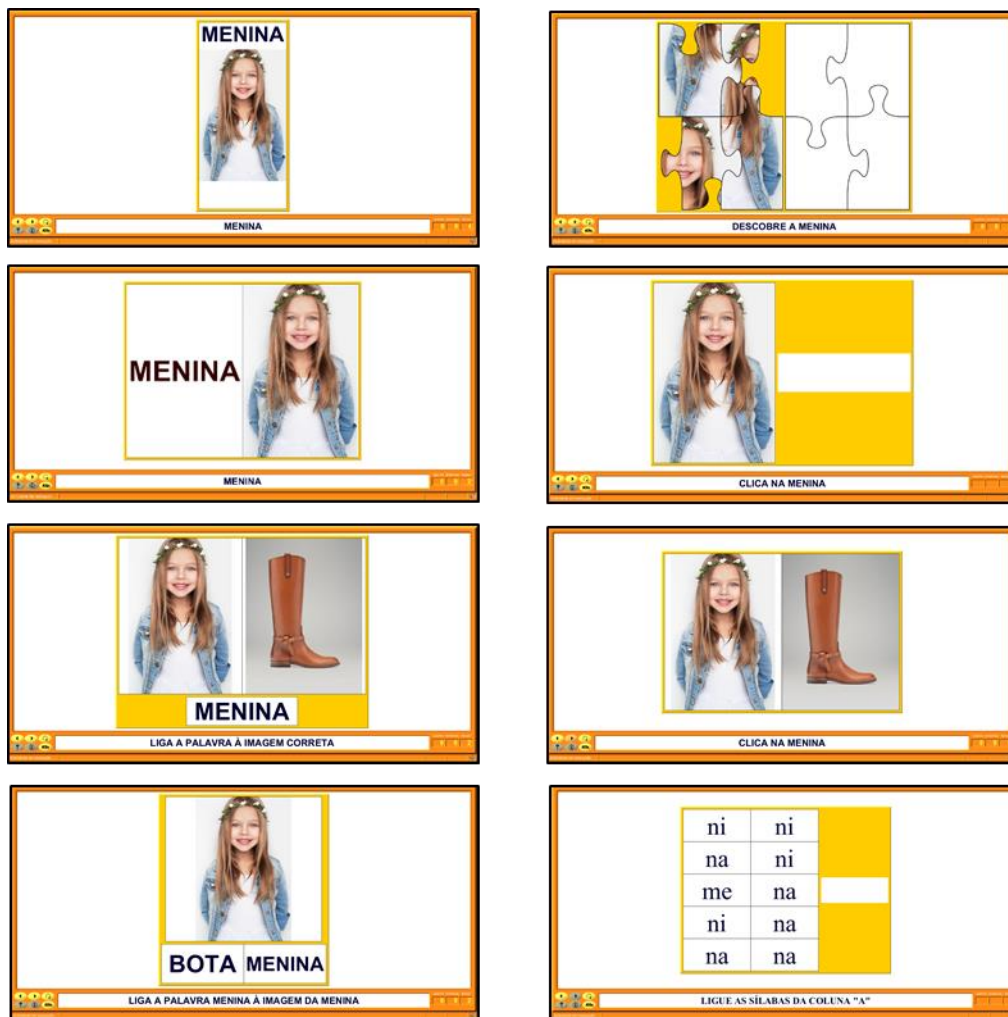 MENINA
MENINA
DESCOBRE A MENINA
MENINA
MENINA
CLICA NA MENINA
MENINA
LIGA A PALAVRA À IMAGEM CORRETA
CLICA NA MENINA
BOTA MENINA
LIGA A PALAVRA MENINA À IMAGEM DA MENINA
ni ni
na ni
me na
ni na
na na
LIGUE AS SÍLABAS DA COLUNA "A"